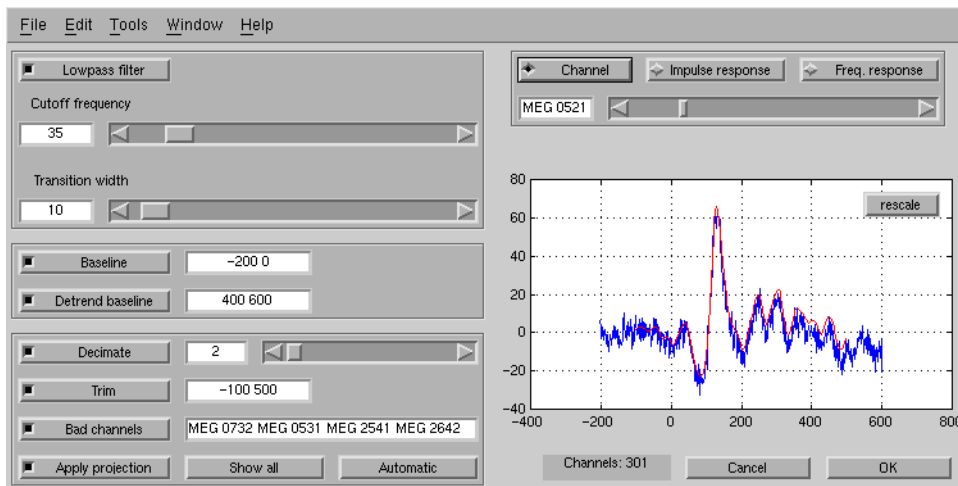 File Edit Tools Window Help
Lowpass filter
Cutoff frequency
35
Transition width
10
Baseline
-200 0
Detrend baseline
400 600
Decimate
2
Trim
-100 500
Bad channels
MEG 0732 MEG 0531 MEG 2541 MEG 2642
Apply projection
Show all
Automatic
Channel
Impulse response
Freq. response
MEG 0521
80
60
40
20
0
-20
-40
-400
-200
0
200
400
600
800
rescale
Channels: 301
Cancel
OK